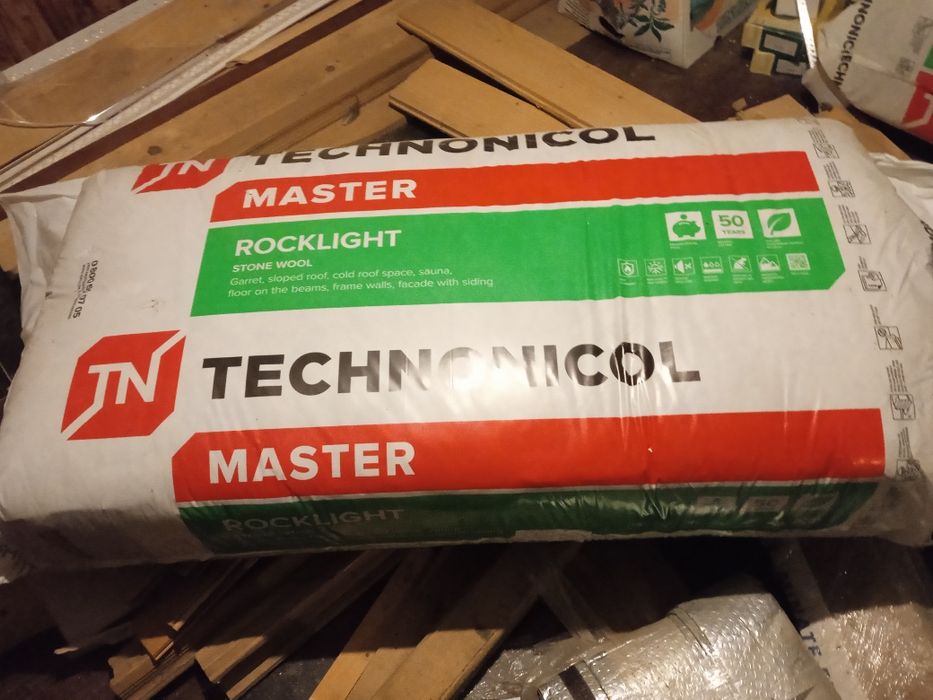 TN TECHNONICOL
MASTER
ROCKLIGHT
STONE WOOL
Garret, sloped roof, cold roof space, sauna,
floor on the beams, frame walls, facade with siding
50
YEARS
TN TECHNONICOL
MASTER
ROCKLIGHT